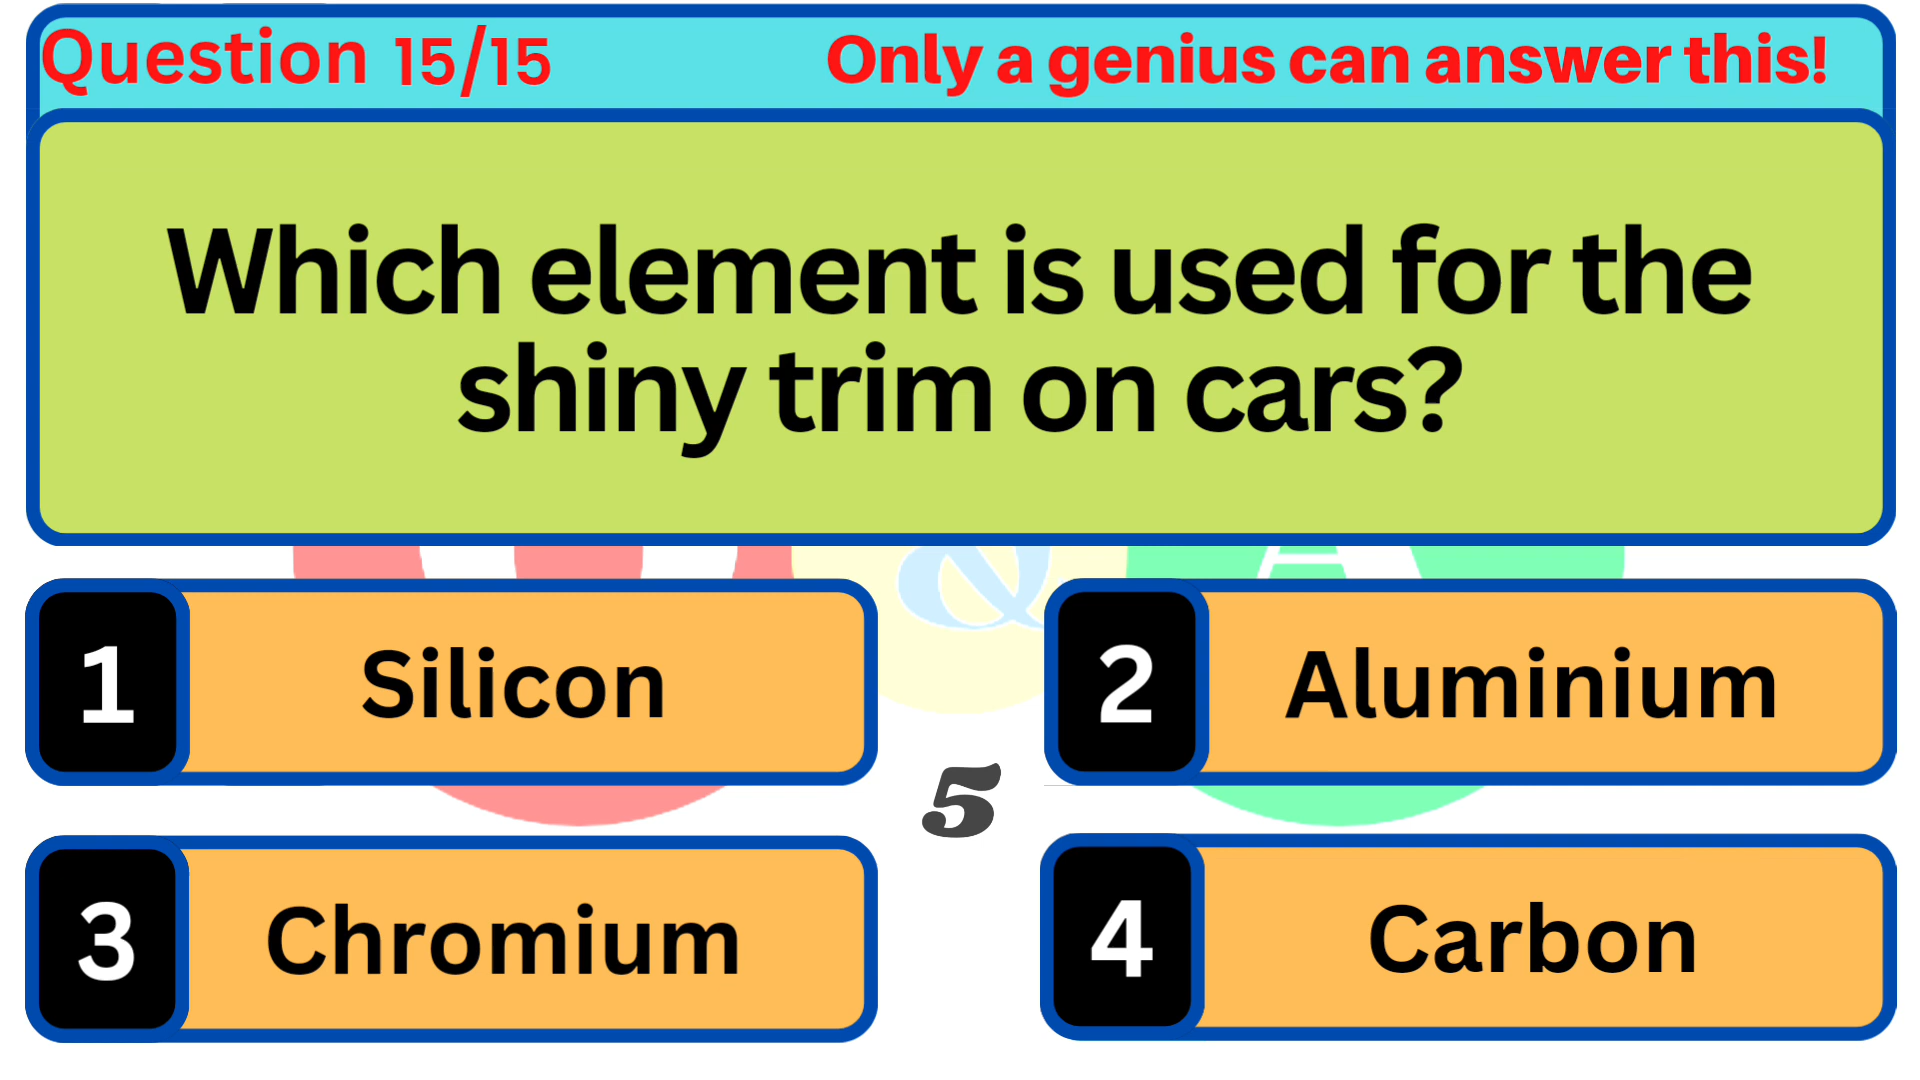 Question 15/15
Only a genius can answer this!
Which element is used for the
shiny trim on cars?
&
1 Silicon
2 Aluminium
5
3 Chromium
4 Carbon